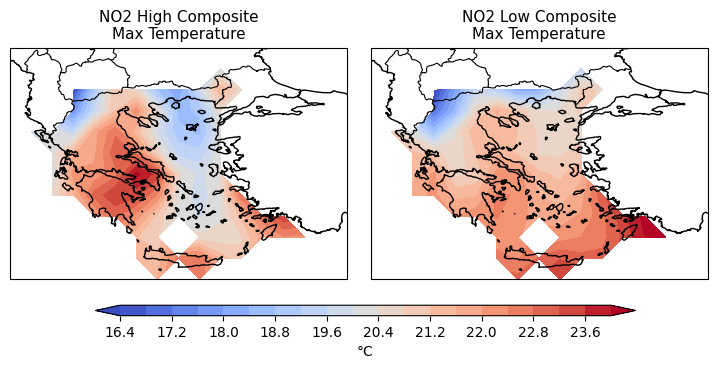 NO2 High Composite
Max Temperature
NO2 Low Composite
Max Temperature
16.4 17.2 18.0 18.8 19.6 20.4 21.2 22.0 22.8 23.6
°C